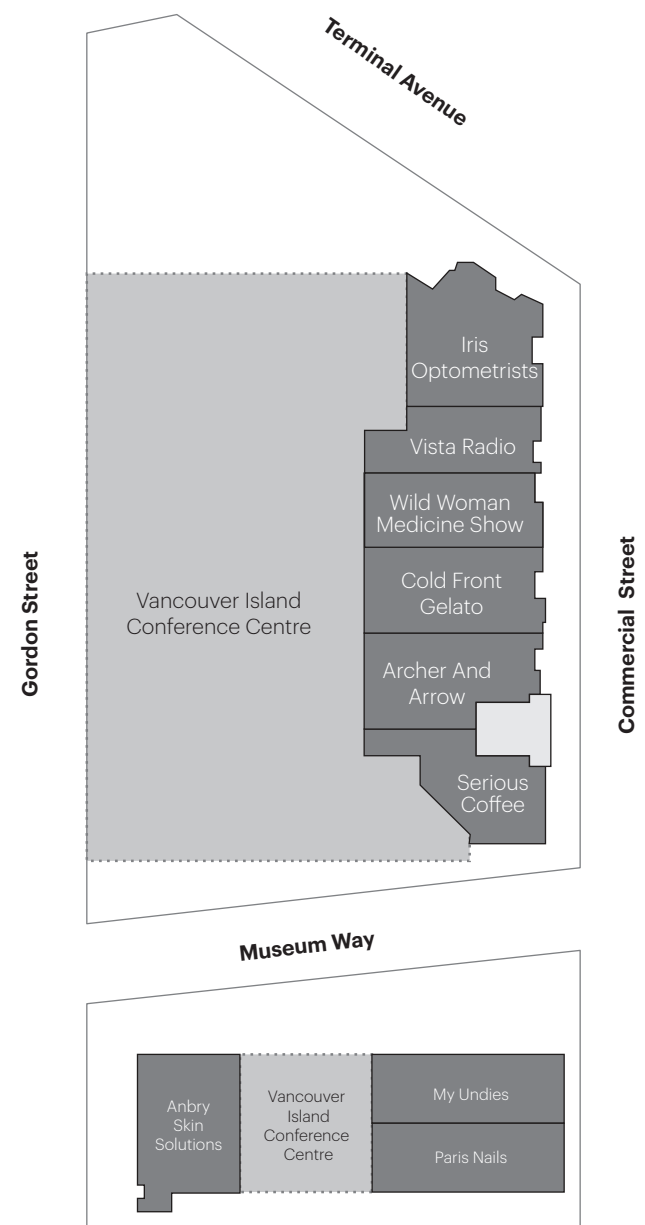 Terminal Avenue
Iris
Optometrists
Vista Radio
Wild Woman
Medicine Show
Cold Front
Gelato
Vancouver Island
Conference Centre
Gordon Street
Commercial Street
Archer And
Arrow
Serious
Coffee
Museum Way
Anbry
Skin
Solutions
Vancouver
Island
Conference
Centre
My Undies
Paris Nails